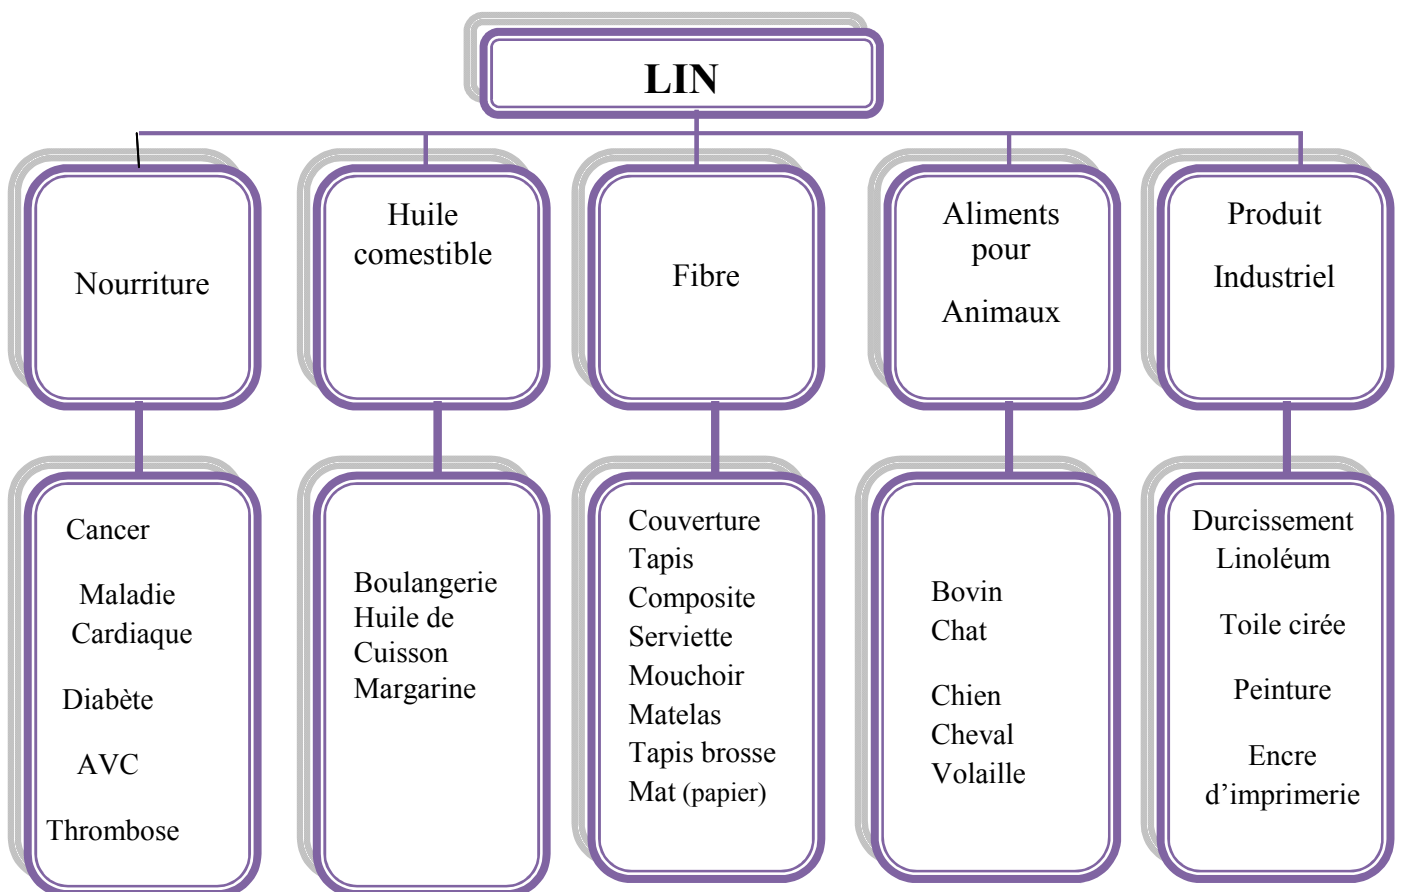 LIN
Nourriture
Huile
comestible
Fibre
Aliments
pour
Animaux
Produit
Industriel
Cancer
Maladie
Cardiaque
Diabète
AVC
Thrombose
Boulangerie
Huile de
Cuisson
Margarine
Couverture
Tapis
Composite
Serviette
Mouchoir
Matelas
Tapis brosse
Mat (papier)
Bovin
Chat
Chien
Cheval
Volaille
Durcissement
Linoléum
Toile cirée
Peinture
Encre
d’imprimerie